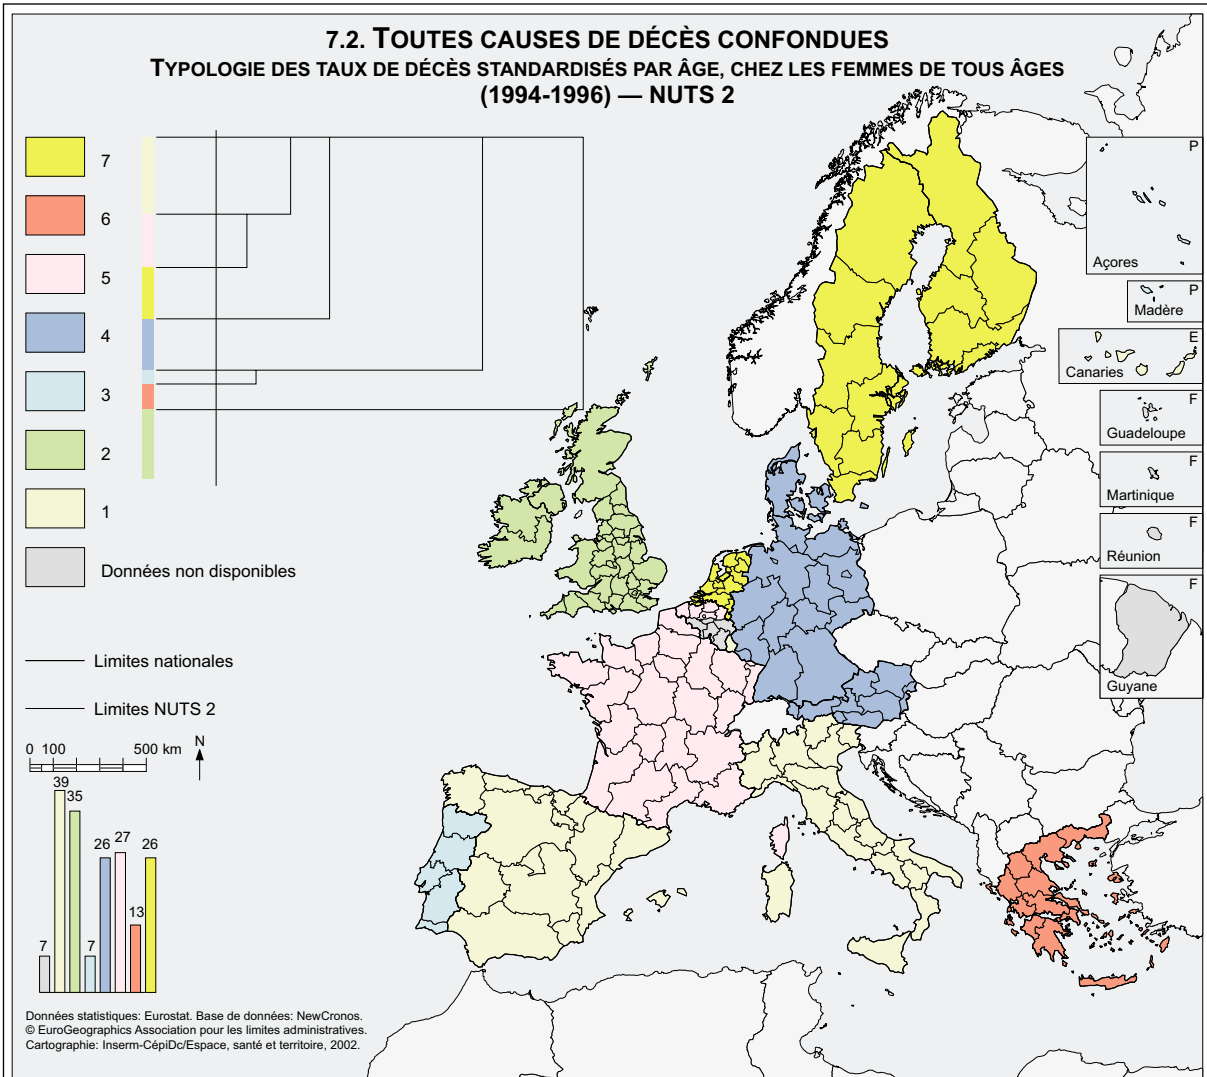 7.2. TOUTES CAUSES DE DÉCÈS CONFONDUES
TYPOLOGIE DES TAUX DE DÉCÈS STANDARDISÉS PAR ÂGE, CHEZ LES FEMMES DE TOUS ÂGES
(1994-1996) — NUTS 2
7
6
5
4
3
2
1
Données non disponibles
Limites nationales
Limites NUTS 2
0 100 500 km
N
39
35
26
27
26
13
7
7
Données statistiques: Eurostat. Base de données: NewCronos.
© EuroGeographics Association pour les limites administratives.
Cartographie: Inserm-CépiDc/Espace, santé et territoire, 2002.
P
Açores
P
Madère
E
Canaries
F
Guadeloupe
F
Martinique
F
Réunion
F
Guyane